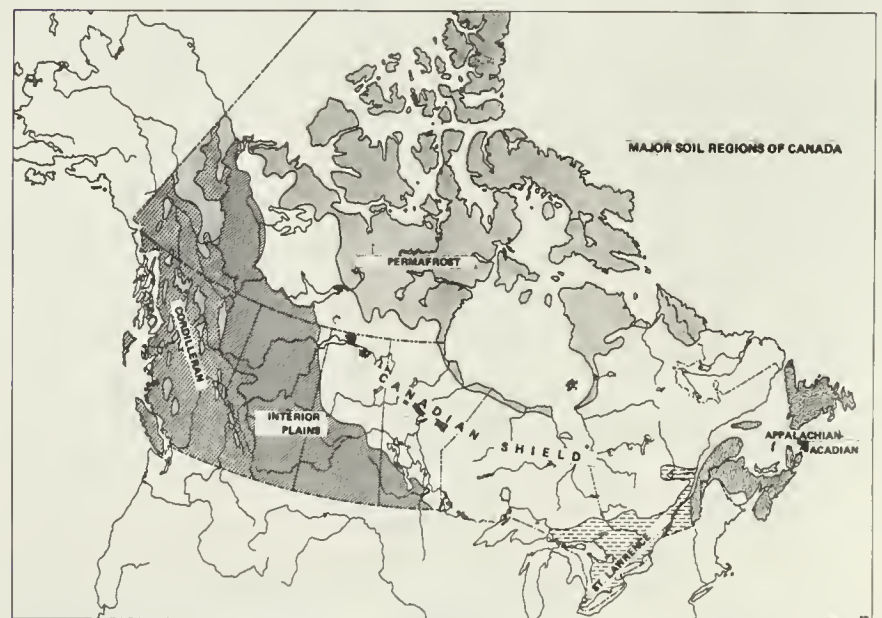 MAJOR SOIL REGIONS OF CANADA
PERMAFROST
CORDILLERAN
INTERIOR
PLAINS
CANADIAN SHIELD
APPALACHIAN-
ACADIAN
ST. LAWRENCE